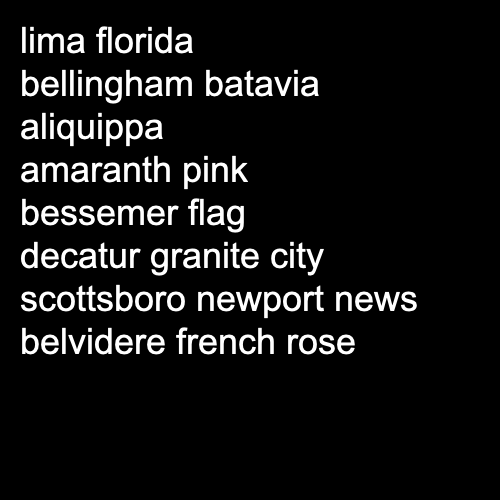 lima florida
bellingham batavia
aliquippa
amaranth pink
bessemer flag
decatur granite city
scottsboro newport news
belvidere french rose